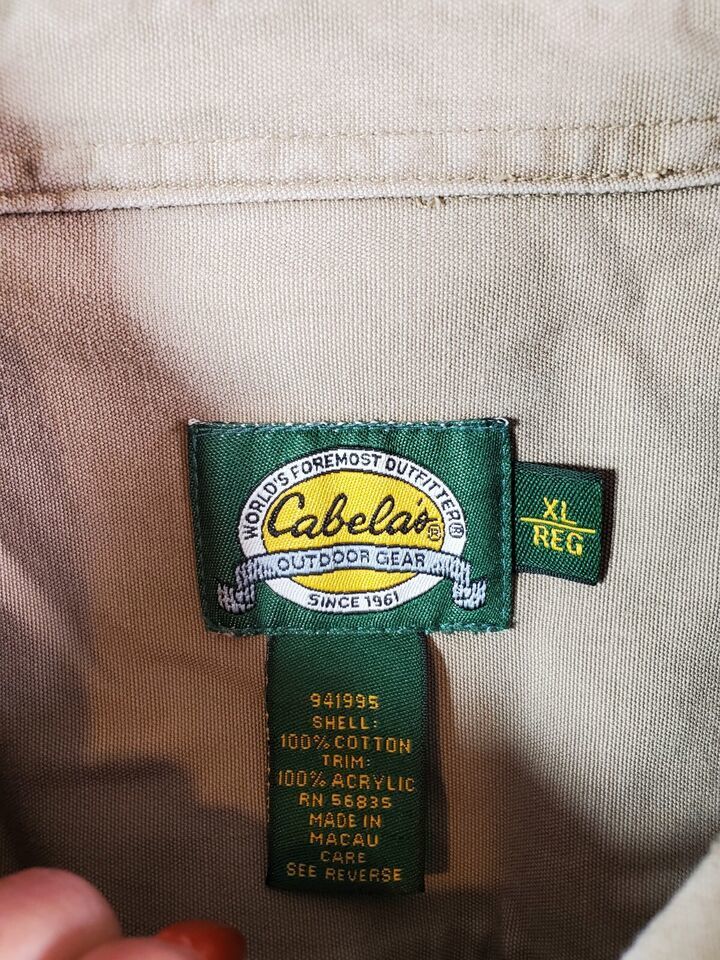 WORLD'S FOREMOST OUTFITTER®
Cabela's®
OUTDOOR GEAR
SINCE 1961
XL
REG
941995
SHELL:
100% COTTON
TRIM:
100% ACRYLIC
RN 56835
MADE IN
MACAU
CARE
SEE REVERSE